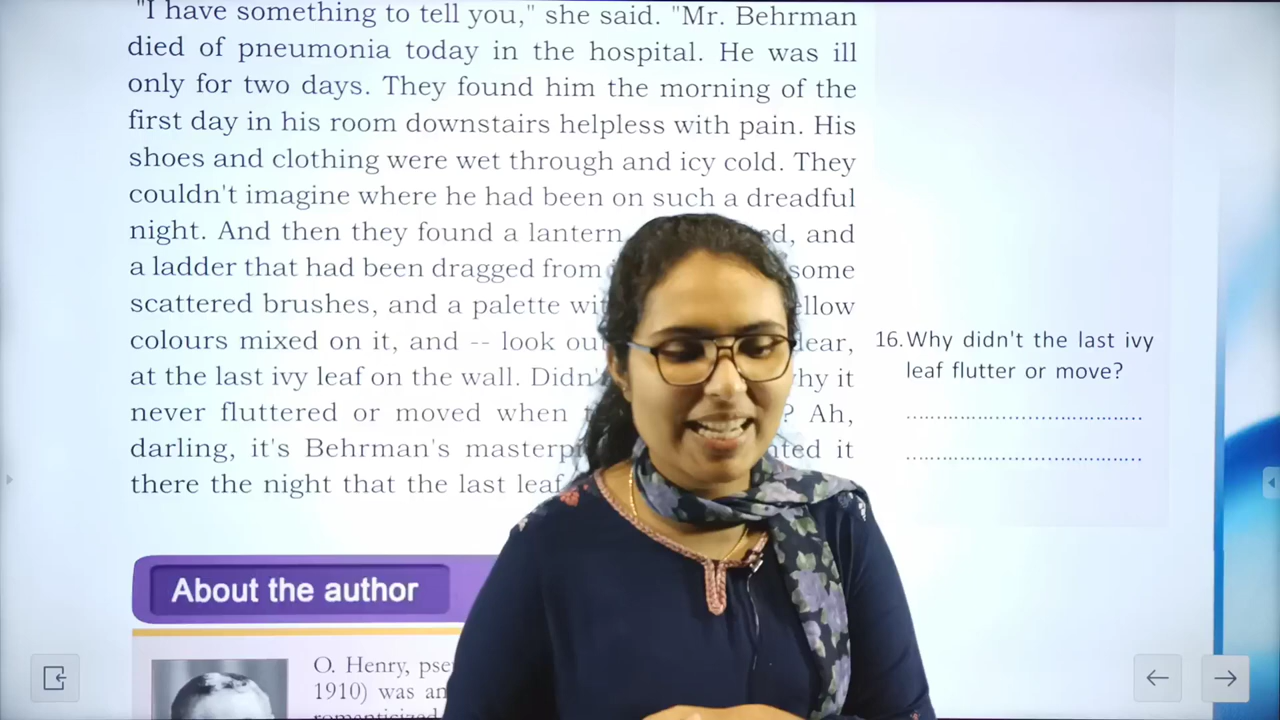 "I have something to tell you," she said. "Mr. Behrman
died of pneumonia today in the hospital. He was ill
only for two days. They found him the morning of the
first day in his room downstairs helpless with pain. His
shoes and clothing were wet through and icy cold. They
couldn't imagine where he had been on such a dreadful
night. And then they found a lantern and
a ladder that had been dragged from some
scattered brushes, and a palette
colours mixed on it, and -- look
at the last ivy leaf on the wall. it
never fluttered or moved when ? Ah,
darling, it's Behrman's it
there the night that the last leaf
16. Why didn't the last ivy
leaf flutter or move?
About the author
O. Henry,
1910) was an